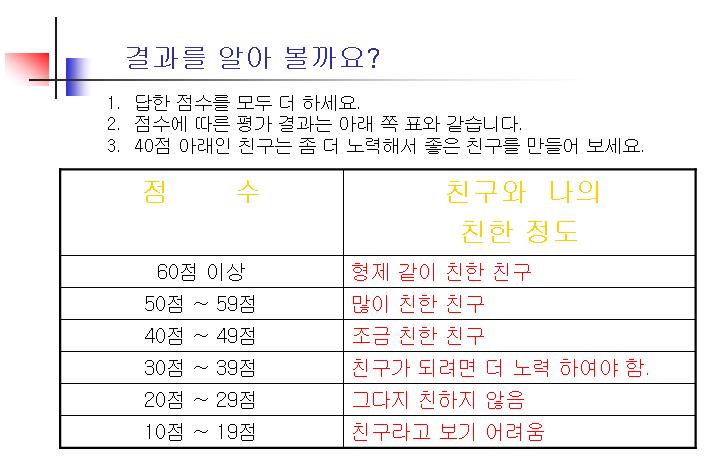 결과를 알아 볼까요?
1. 답한 점수를 모두 더 하세요.
2. 점수에 따른 평가 결과는 아래 쪽 표와 같습니다.
3. 40점 아래인 친구는 좀 더 노력해서 좋은 친구를 만들어 보세요.
점 수 친구와 나의
친한 정도
60점 이상 형제 같이 친한 친구
50점 ~ 59점 많이 친한 친구
40점 ~ 49점 조금 친한 친구
30점 ~ 39점 친구가 되려면 더 노력 하여야 함.
20점 ~ 29점 그다지 친하지 않음
10점 ~ 19점 친구라고 보기 어려움